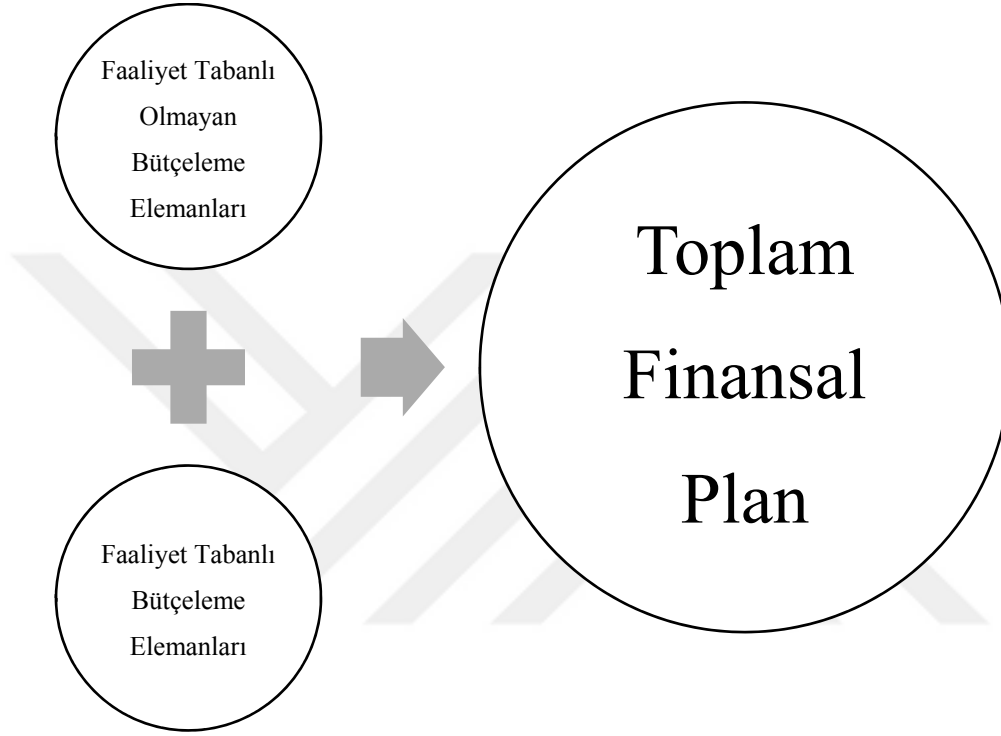 Faaliyet Tabanlı
Olmayan
Bütçeleme
Elemanları
Toplam
Finansal
Plan
Faaliyet Tabanlı
Bütçeleme
Elemanları